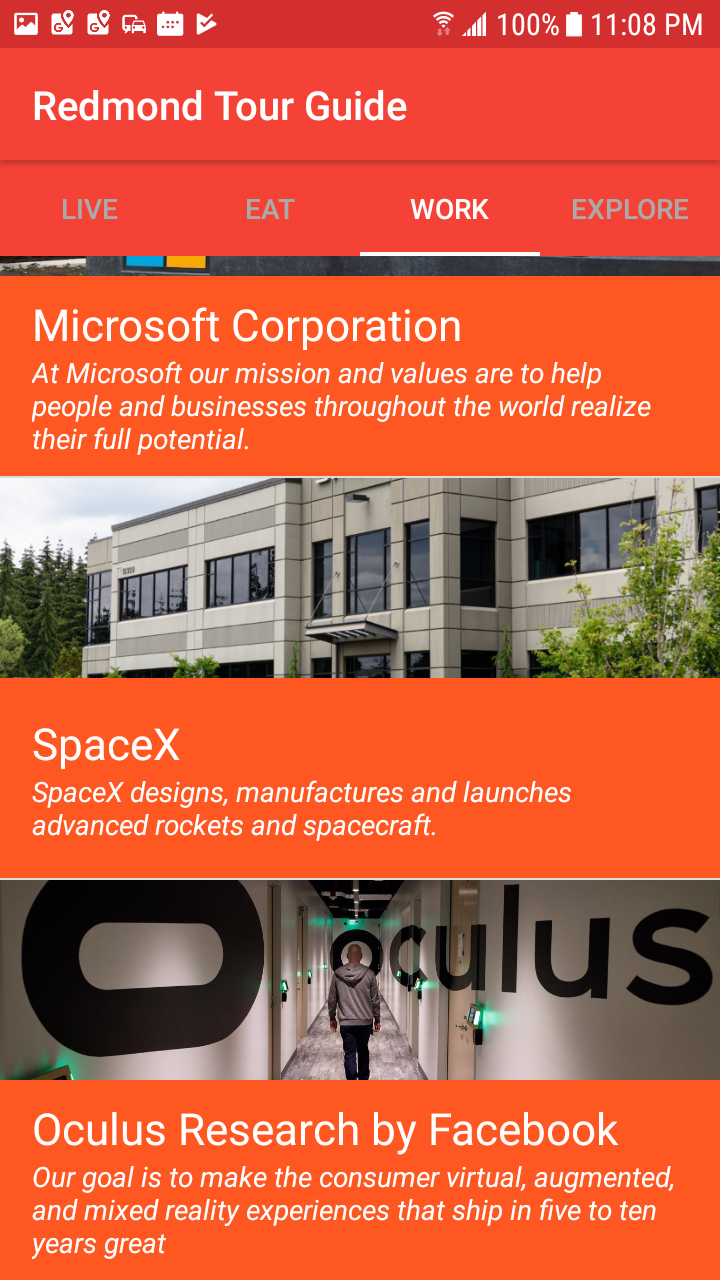 100% 11:08 PM
Redmond Tour Guide
LIVE EAT WORK EXPLORE
Microsoft Corporation
At Microsoft our mission and values are to help
people and businesses throughout the world realize
their full potential.
SpaceX
SpaceX designs, manufactures and launches
advanced rockets and spacecraft.
oculus
Oculus Research by Facebook
Our goal is to make the consumer virtual, augmented,
and mixed reality experiences that ship in five to ten
years great